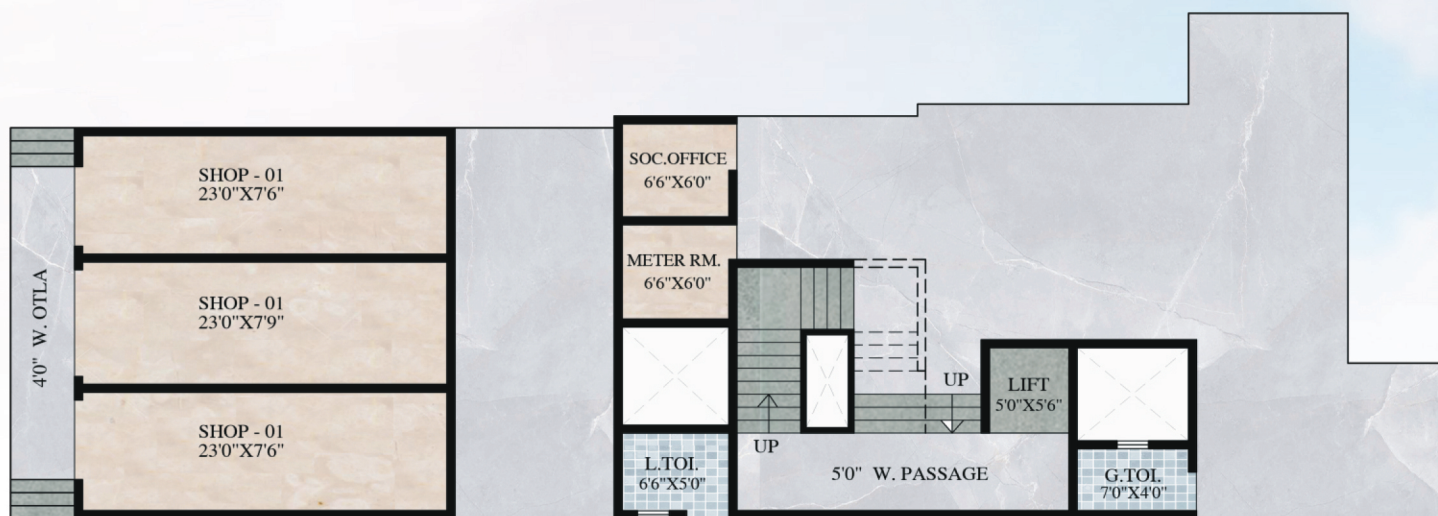 SHOP - 01
23'0"X7'6"
SHOP - 01
23'0"X7'9"
SHOP - 01
23'0"X7'6"
4'0" W. OTLA
SOC.OFFICE
6'6"X6'0"
METER RM.
6'6"X6'0"
L.TOI.
6'6"X5'0"
UP
UP
5'0" W. PASSAGE
LIFT
5'0"X5'6"
G.TOI.
7'0"X4'0"